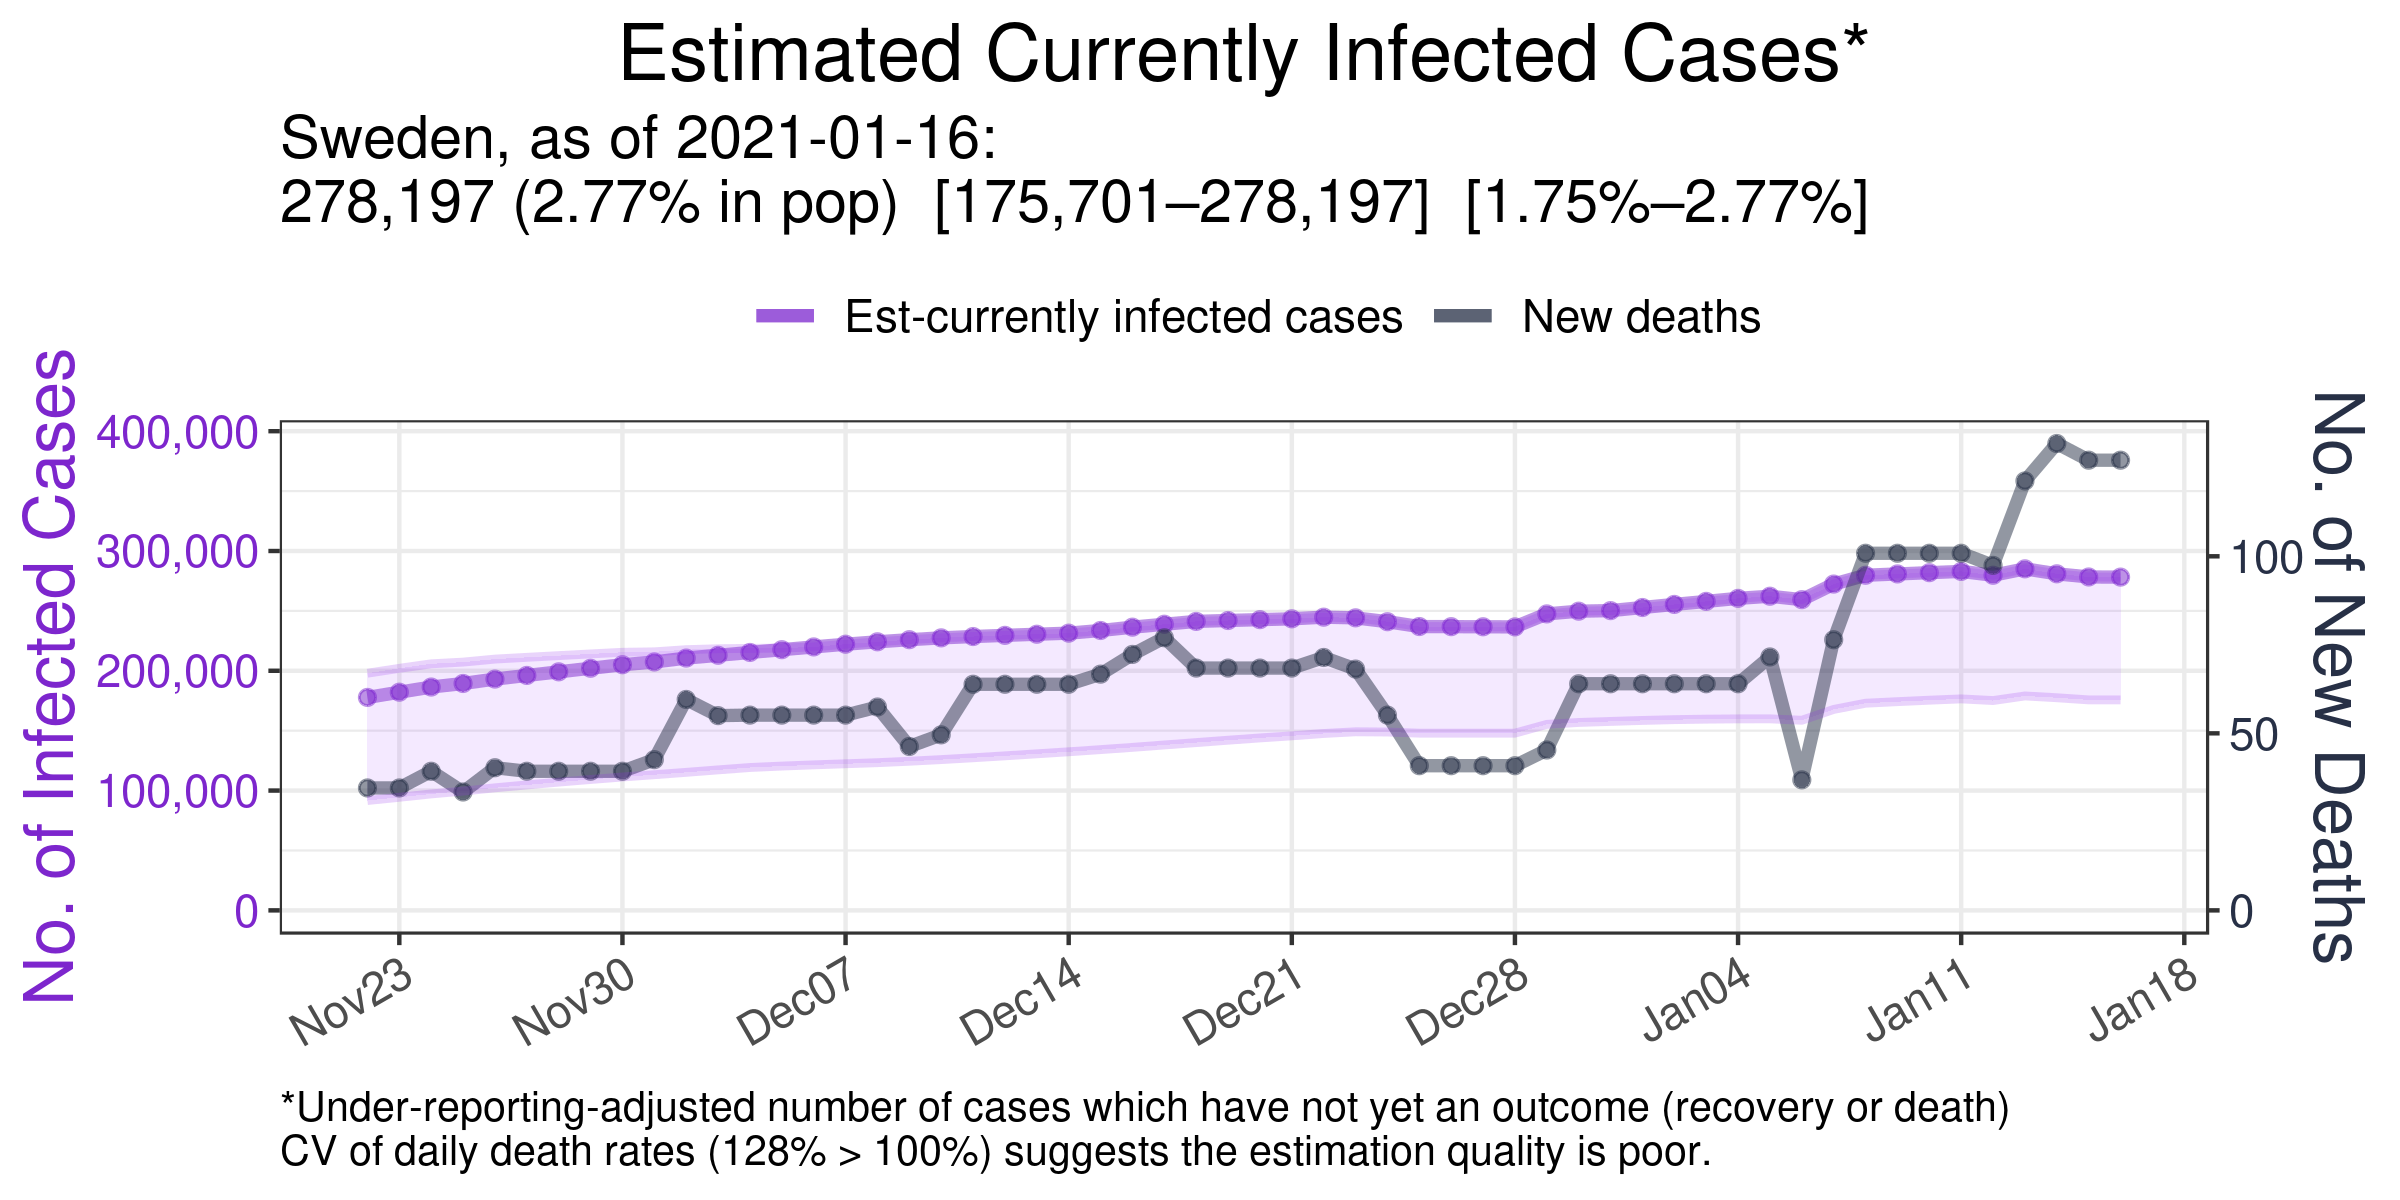 Estimated Currently Infected Cases*
Sweden, as of 2021-01-16:
278,197 (2.77% in pop)  [175,701–278,197]  [1.75%–2.77%]
Est-currently infected cases
New deaths
No. of Infected Cases
400,000
300,000
200,000
100,000
0
No. of New Deaths
100
50
0
Nov23
Nov30
Dec07
Dec14
Dec21
Dec28
Jan04
Jan11
Jan18
*Under-reporting-adjusted number of cases which have not yet an outcome (recovery or death)
CV of daily death rates (128% > 100%) suggests the estimation quality is poor.